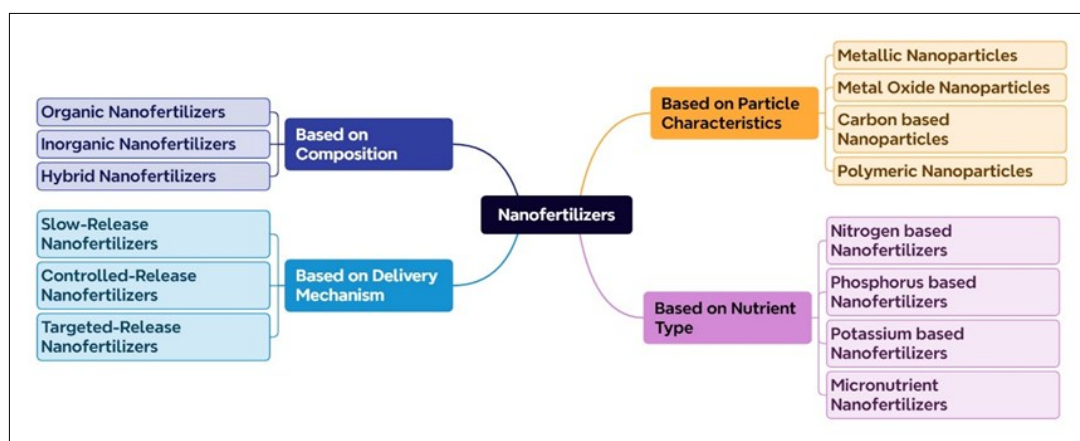 Organic Nanofertilizers
Inorganic Nanofertilizers
Hybrid Nanofertilizers
Based on
Composition
Slow-Release
Nanofertilizers
Controlled-Release
Nanofertilizers
Targeted-Release
Nanofertilizers
Based on Delivery
Mechanism
Nanofertilizers
Based on Particle
Characteristics
Metallic Nanoparticles
Metal Oxide Nanoparticles
Carbon based
Nanoparticles
Polymeric Nanoparticles
Based on Nutrient
Type
Nitrogen based
Nanofertilizers
Phosphorus based
Nanofertilizers
Potassium based
Nanofertilizers
Micronutrient
Nanofertilizers